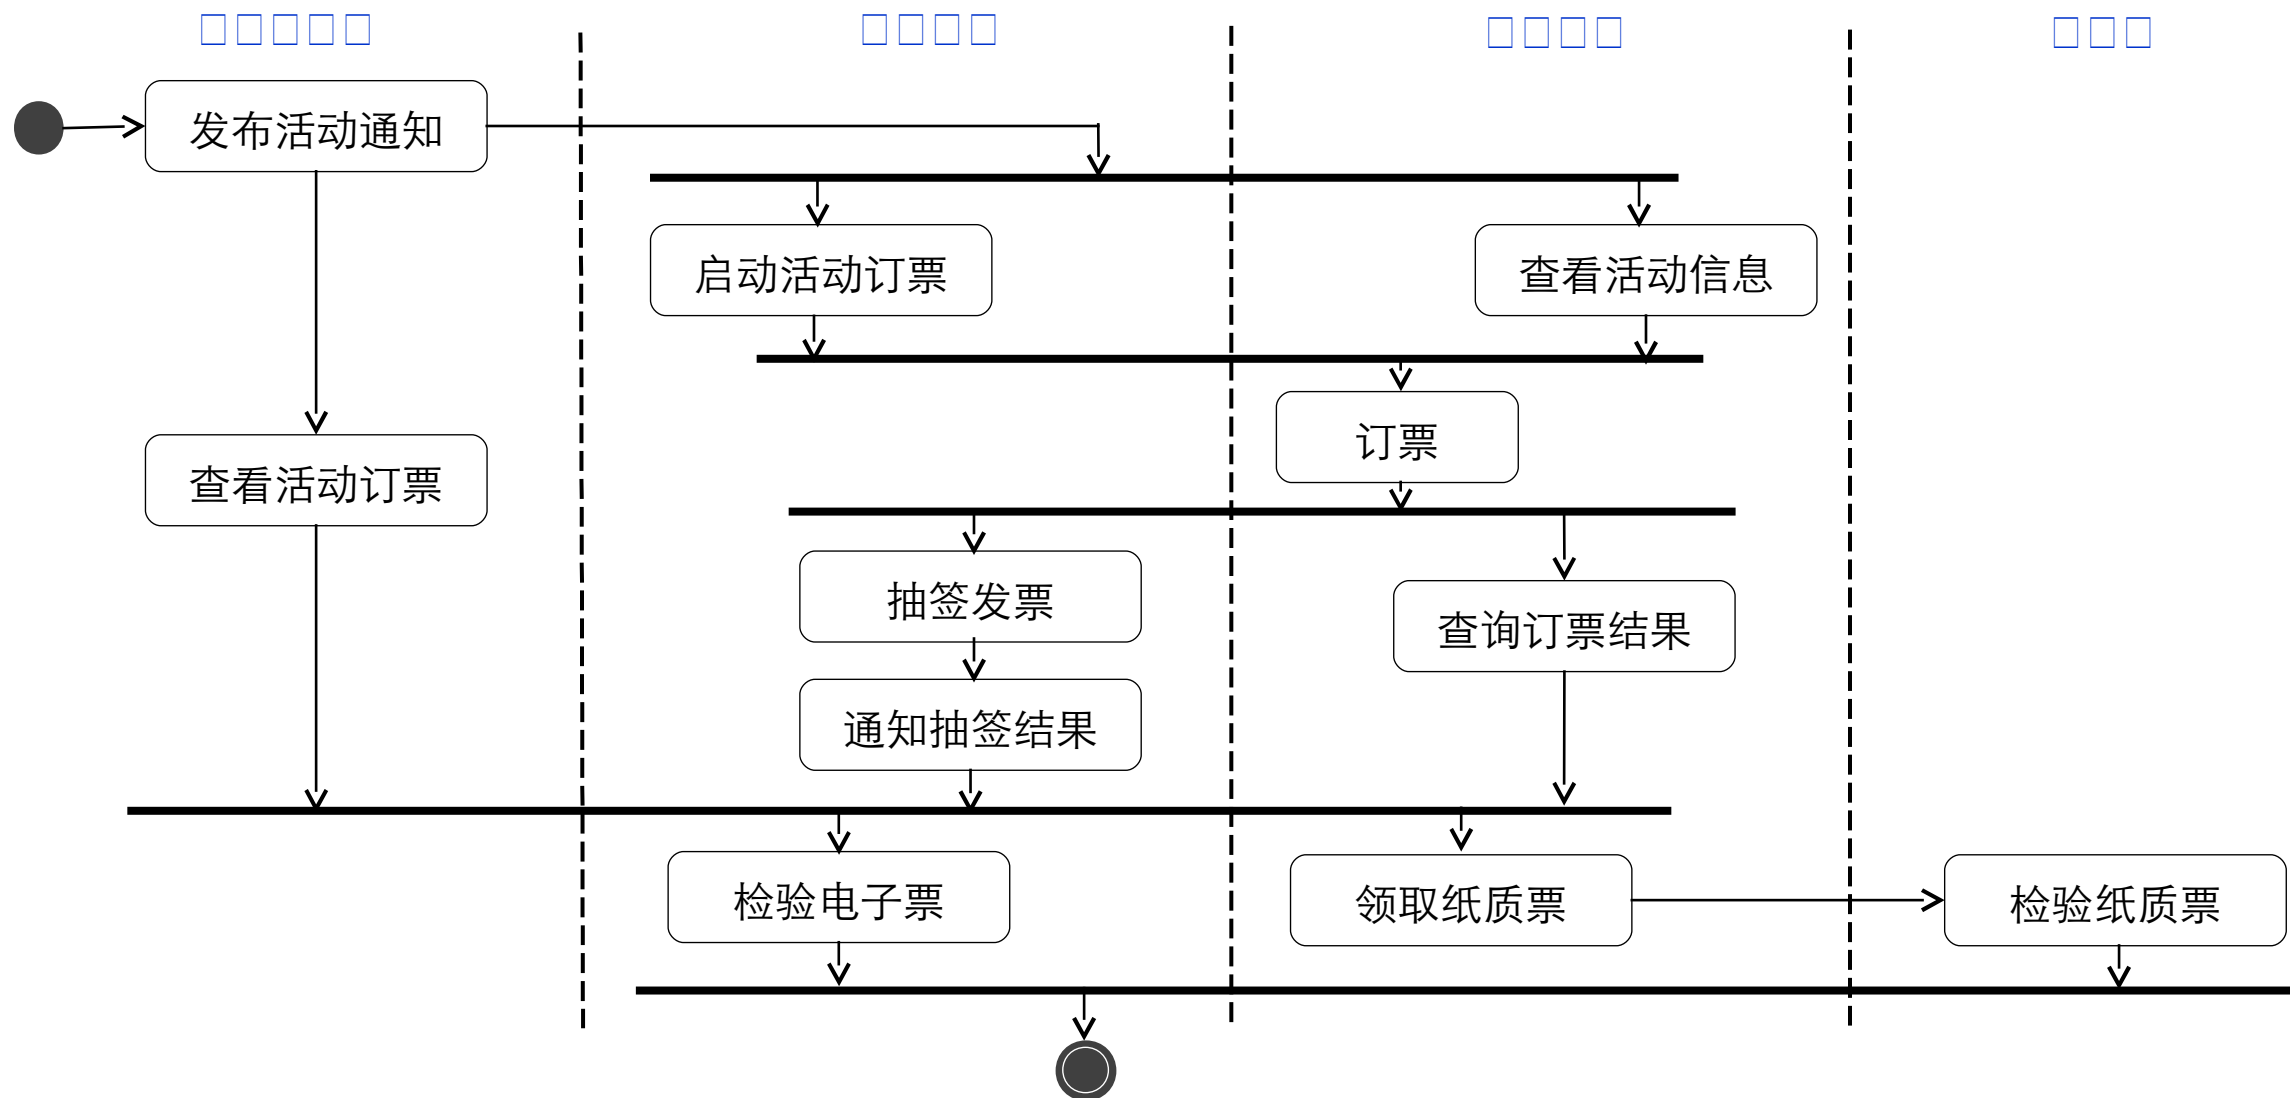 发布活动通知
启动活动订票
查看活动信息
订票
查看活动订票
抽签发票
查询订票结果
通知抽签结果
检验电子票
领取纸质票
检验纸质票